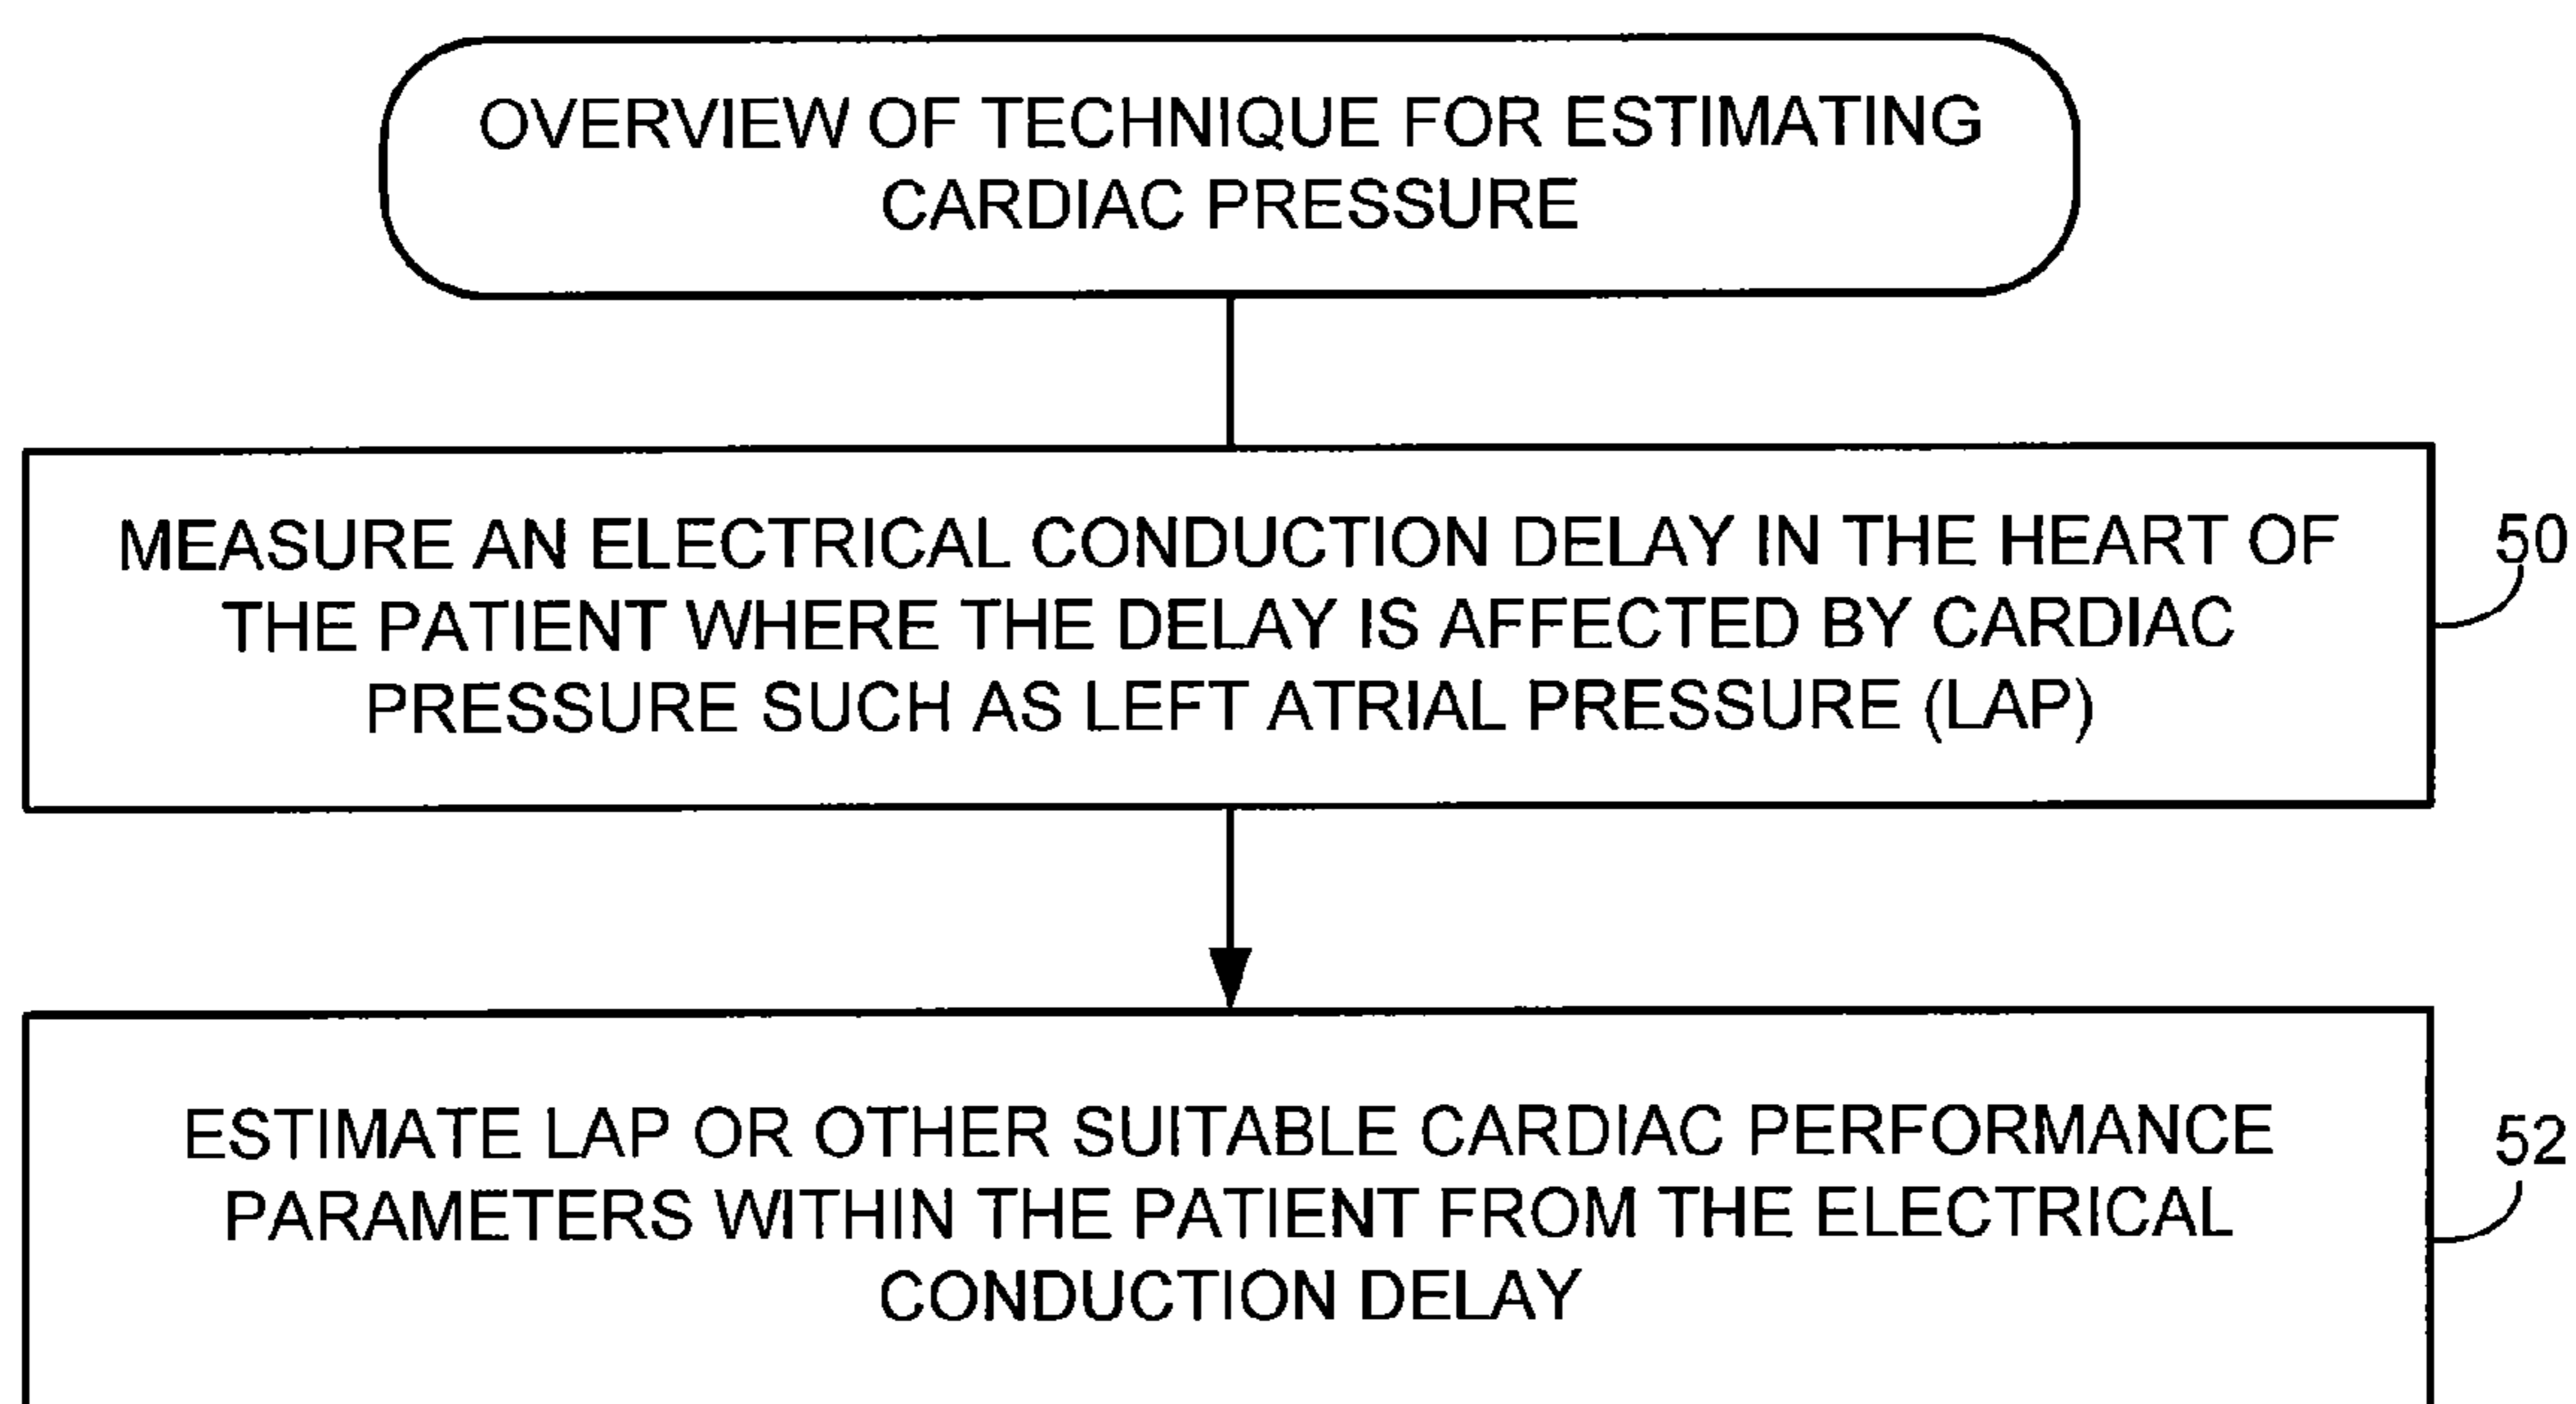 OVERVIEW OF TECHNIQUE FOR ESTIMATING
CARDIAC PRESSURE
MEASURE AN ELECTRICAL CONDUCTION DELAY IN THE HEART OF
THE PATIENT WHERE THE DELAY IS AFFECTED BY CARDIAC
PRESSURE SUCH AS LEFT ATRIAL PRESSURE (LAP)
50
ESTIMATE LAP OR OTHER SUITABLE CARDIAC PERFORMANCE
PARAMETERS WITHIN THE PATIENT FROM THE ELECTRICAL
CONDUCTION DELAY
52